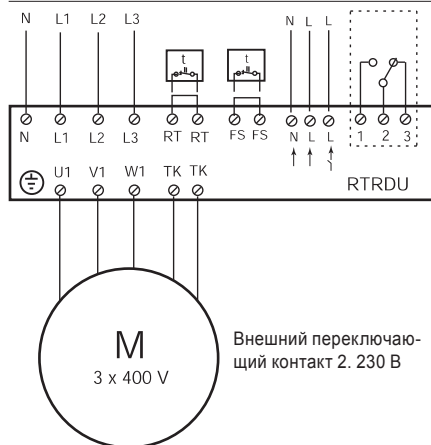 N L1 L2 L3 N L L
t t
N L1 L2 L3 RT RT FS FS N L L 1 2 3
U1 V1 W1 TK TK RTRDU
M
3 x 400 V
Внешний переключаю-
щий контакт 2. 230 В